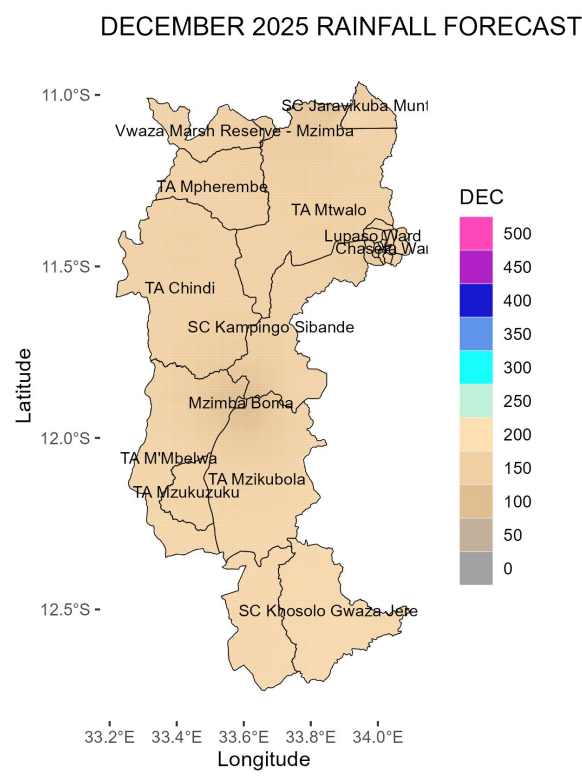 DECEMBER 2025 RAINFALL FORECAST
11.0°S
11.5°S
12.0°S
12.5°S
Latitude
SC Jaravikuba Munt
Vwaza Marsh Reserve - Mzimba
TA Mpherembe
TA Mtwalo
Lupaso Ward
TA Chindi
SC Kampingo Sibande
Mzimba Boma
TA M'Mbelwa
TA Mzikubola
TA Mzukuzuku
SC Khosolo Gwaza Jere
33.2°E 33.4°E 33.6°E 33.8°E 34.0°E
Longitude
DEC
500
450
400
350
300
250
200
150
100
50
0